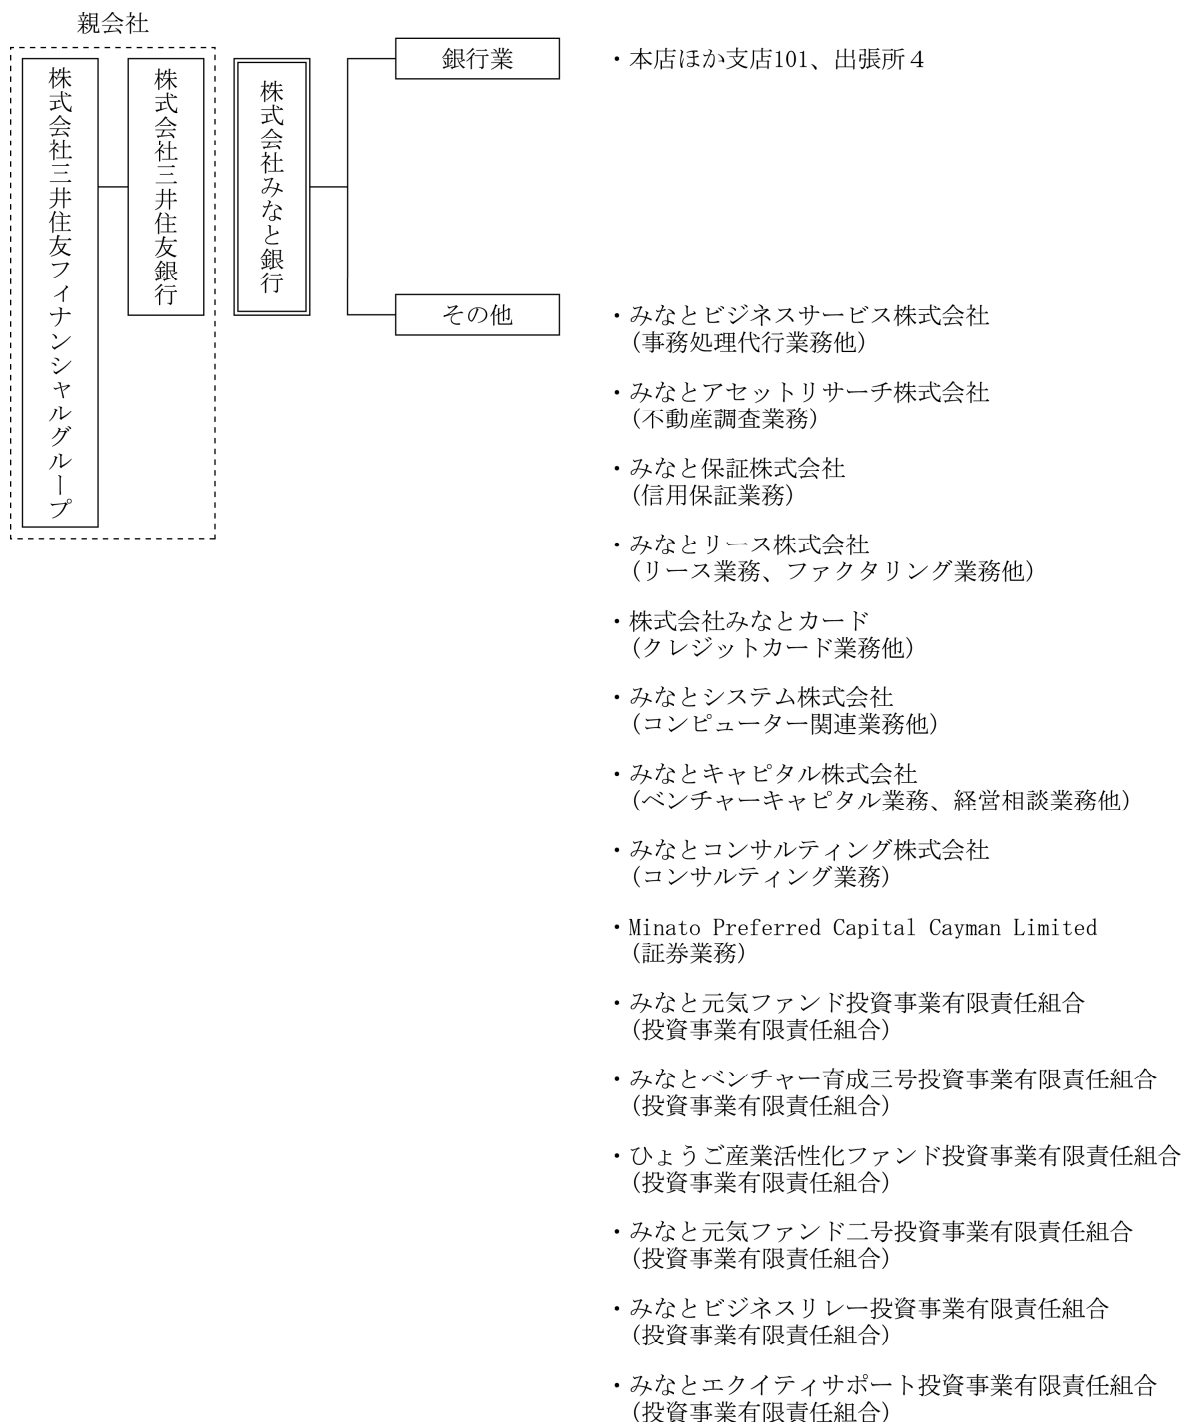 親会社
株式会社三井住友フィナンシャルグループ
株式会社三井住友銀行
株式会社みなと銀行
銀行業
・本店ほか支店101、出張所４
その他
・みなとビジネスサービス株式会社
(事務処理代行業務他)
・みなとアセットリサーチ株式会社
(不動産調査業務)
・みなと保証株式会社
(信用保証業務)
・みなとリース株式会社
(リース業務、ファクタリング業務他)
・株式会社みなとカード
(クレジットカード業務他)
・みなとシステム株式会社
(コンピューター関連業務他)
・みなとキャピタル株式会社
(ベンチャーキャピタル業務、経営相談業務他)
・みなとコンサルティング株式会社
(コンサルティング業務)
・Minato Preferred Capital Cayman Limited
(証券業務)
・みなと元気ファンド投資事業有限責任組合
(投資事業有限責任組合)
・みなとベンチャー育成三号投資事業有限責任組合
(投資事業有限責任組合)
・ひょうご産業活性化ファンド投資事業有限責任組合
(投資事業有限責任組合)
・みなと元気ファンド二号投資事業有限責任組合
(投資事業有限責任組合)
・みなとビジネスリレー投資事業有限責任組合
(投資事業有限責任組合)
・みなとエクイティサポート投資事業有限責任組合
(投資事業有限責任組合)